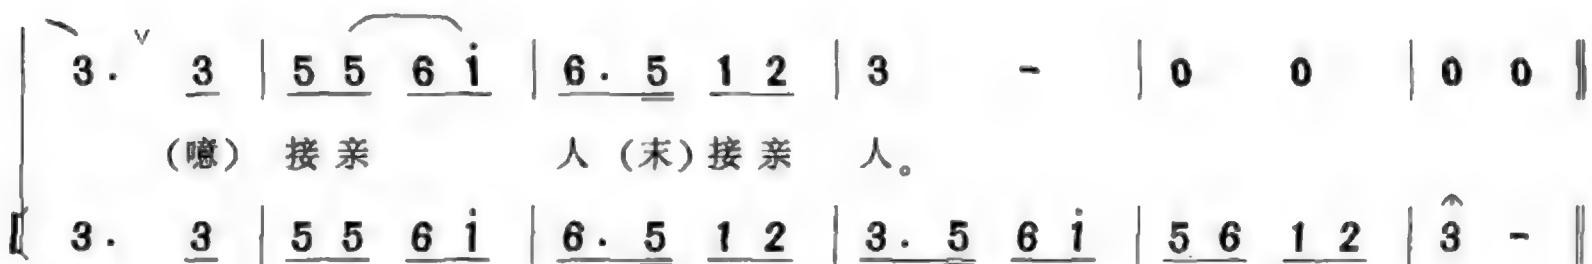 3. 3 | 5 5 6 i | 6. 5 1 2 | 3 - | 0 0 | 0 0 ‖
(噫) 接亲 人 (末) 接亲 人。
3. 3 | 5 5 6 i | 6. 5 1 2 | 3. 5 6 i | 5 6 1 2 | 3 - ‖